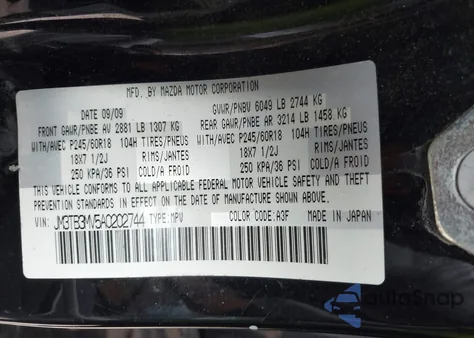 MFD. BY MAZDA MOTOR CORPORATION
DATE 09/09 GVWR/PNBV 6049 LB 2744 KG
FRONT GAWR/PNBE AV 2881 LB 1307 KG REAR GAWR/PNBE AR 3214 LB 1458 KG
WITH/AVEC P245/60R18 104H TIRES/PNEUS WITH/AVEC P245/60R18 104H TIRES/PNEUS
18X7 1/2J RIMS/JANTES 18X7 1/2J RIMS/JANTES
250 KPA/36 PSI COLD/A FROID 250 KPA/36 PSI COLD/A FROID
THIS VEHICLE CONFORMS TO ALL APPLICABLE FEDERAL MOTOR VEHICLE SAFETY AND THEFT
PREVENTION STANDARDS IN EFFECT ON THE DATE OF MANUFACTURE SHOWN ABOVE.
VIN: JM3TB3MV5A0202744 TYPE:MPV COLOR CODE:A3F MADE IN JAPAN
autoSnap